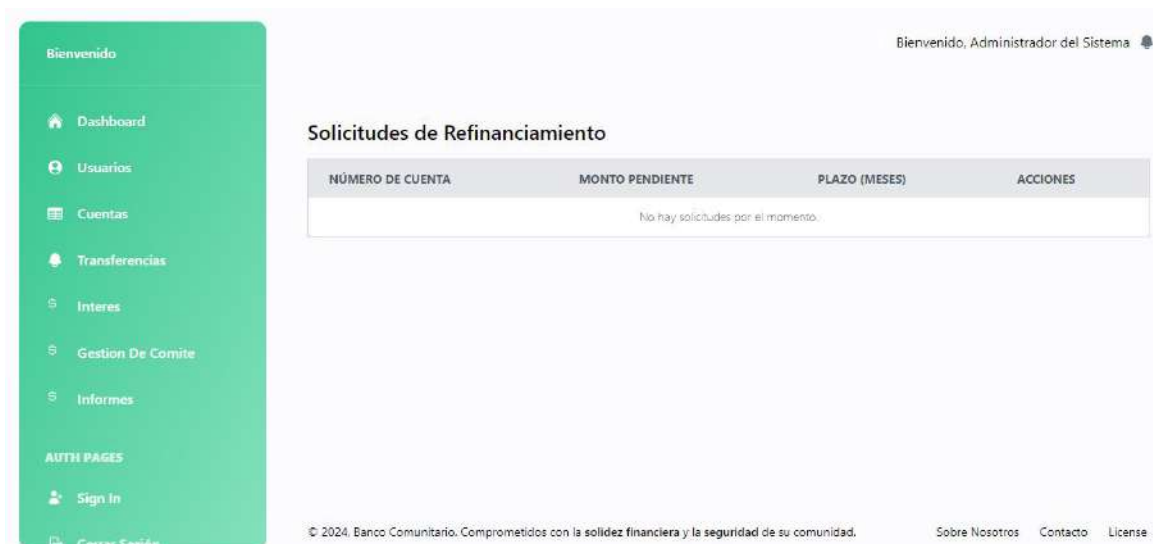 Bienvenido
Bienvenido, Administrador del Sistema
Dashboard
Usuarios
Cuentas
Transferencias
$ Interes
$ Gestion De Comite
$ Informes
AUTH PAGES
Sign In
Cerrar Sesión
Solicitudes de Refinanciamiento
NÚMERO DE CUENTA MONTO PENDIENTE PLAZO (MESES) ACCIONES
No hay solicitudes por el momento.
© 2024, Banco Comunitario. Comprometidos con la solidez financiera y la seguridad de su comunidad.
Sobre Nosotros Contacto License